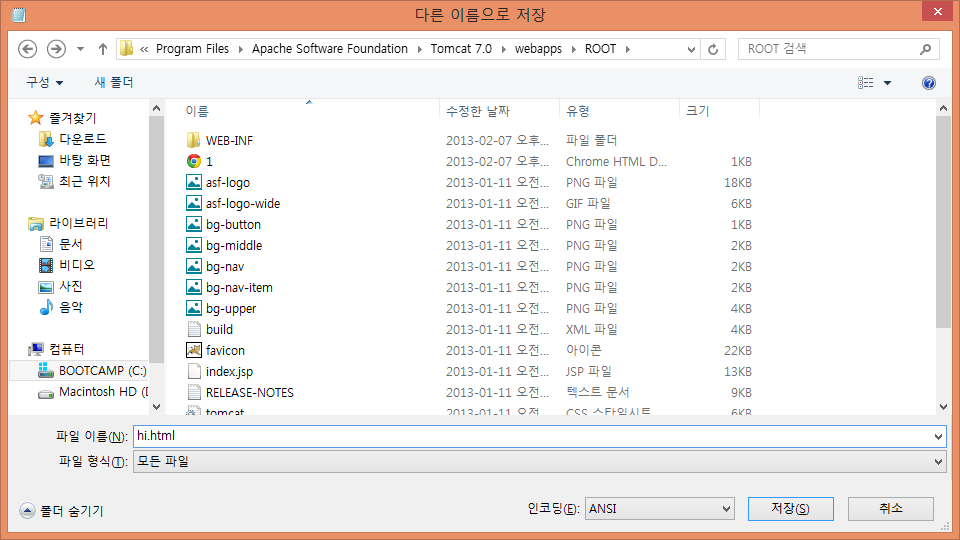 다른 이름으로 저장
« Program Files Apache Software Foundation Tomcat 7.0 webapps ROOT ROOT 검색
구성 새 폴더
이름 수정한 날짜 유형 크기
즐겨찾기
다운로드
바탕 화면
최근 위치
라이브러리
문서
비디오
사진
음악
컴퓨터
BOOTCAMP (C:)
Macintosh HD (D
WEB-INF 2013-02-07 오후... 파일 폴더
1 2013-02-07 오후... Chrome HTML D... 1KB
asf-logo 2013-01-11 오전... PNG 파일 18KB
asf-logo-wide 2013-01-11 오전... GIF 파일 6KB
bg-button 2013-01-11 오전... PNG 파일 1KB
bg-middle 2013-01-11 오전... PNG 파일 2KB
bg-nav 2013-01-11 오전... PNG 파일 2KB
bg-nav-item 2013-01-11 오전... PNG 파일 2KB
bg-upper 2013-01-11 오전... PNG 파일 4KB
build 2013-01-11 오전... XML 파일 4KB
favicon 2013-01-11 오전... 아이콘 22KB
index.jsp 2013-01-11 오전... JSP 파일 13KB
RELEASE-NOTES 2013-01-11 오전... 텍스트 문서 9KB
tomcat 2013-01-11 오전... CSS 스타일시트 6KB
파일 이름(N): hi.html
파일 형식(T): 모든 파일
폴더 숨기기 인코딩(E): ANSI 저장(S) 취소